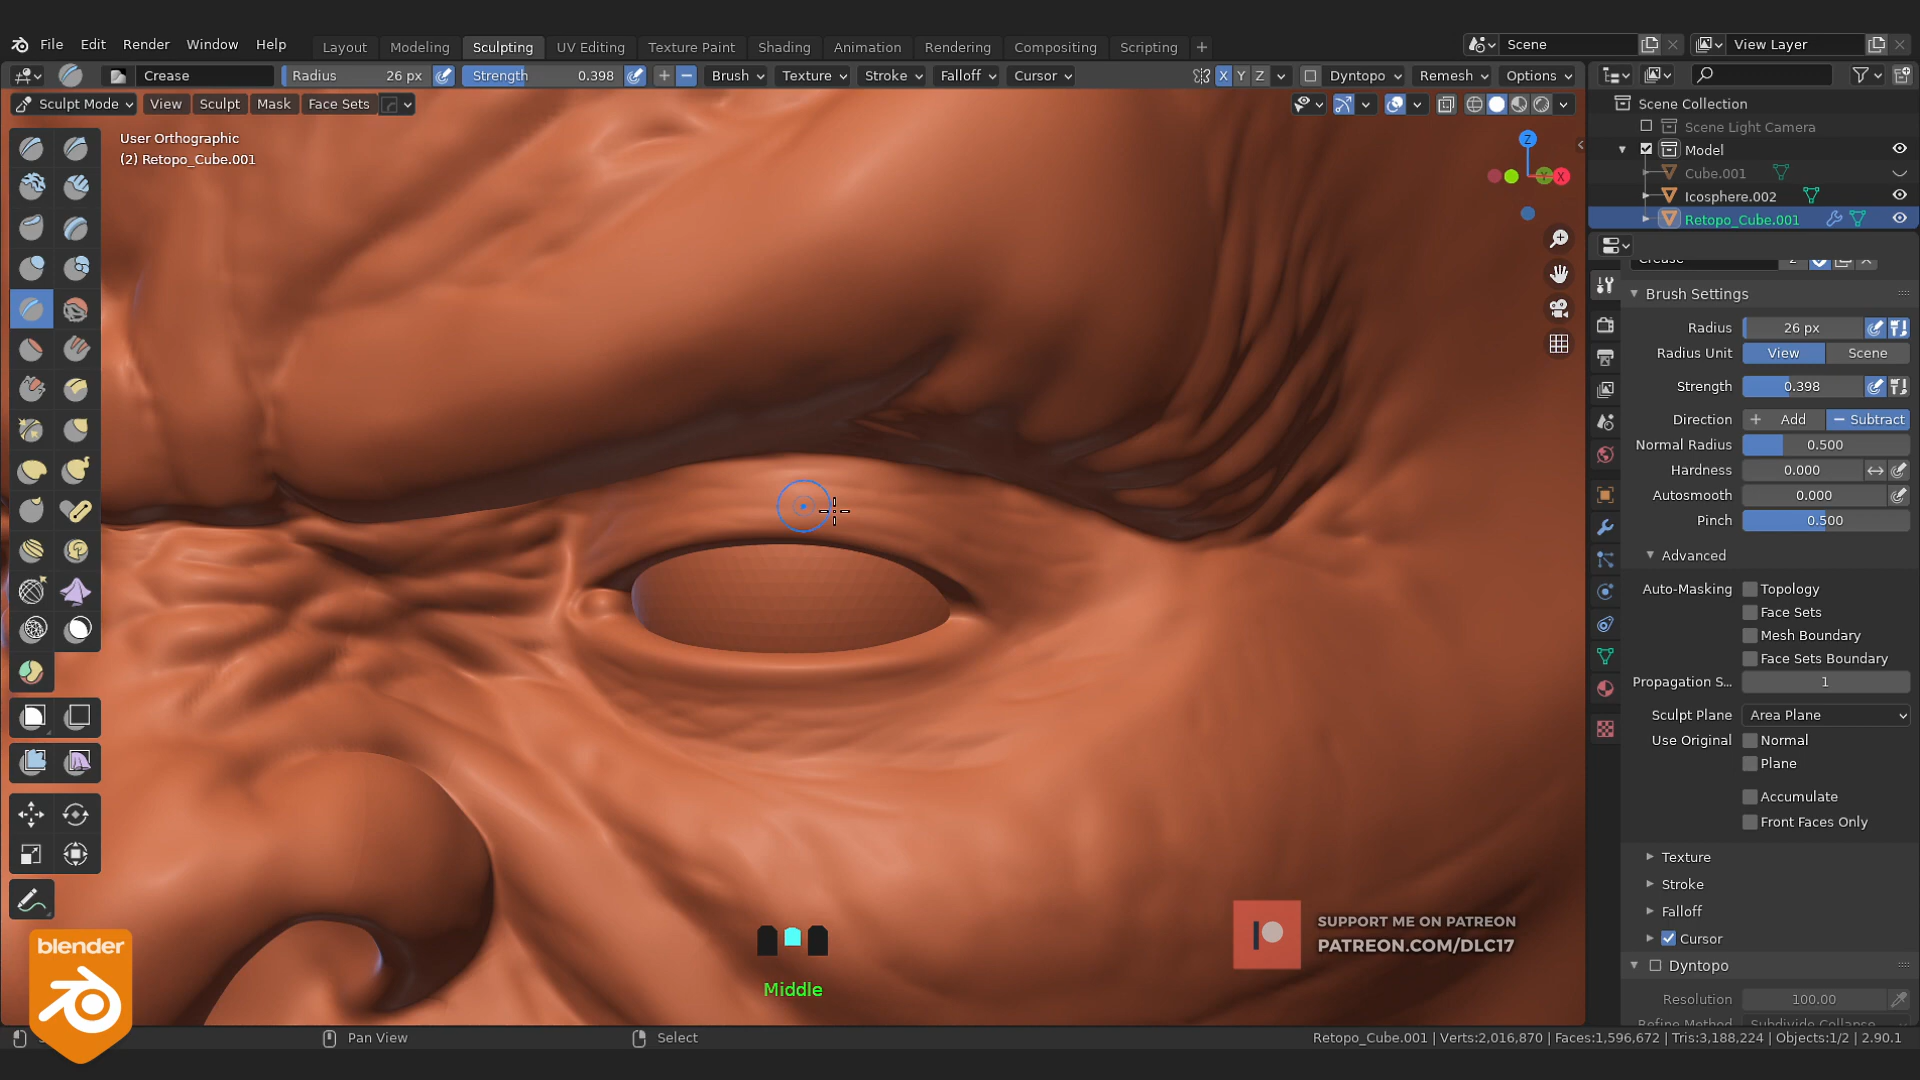 File Edit Render Window Help
Layout Modeling Sculpting UV Editing Texture Paint Shading Animation Rendering Compositing Scripting +
Scene
View Layer
Crease
Radius 26 px
Strength 0.398
Brush Texture Stroke Falloff Cursor
X Y Z
Dyntopo Remesh Options
Sculpt Mode View Sculpt Mask Face Sets
User Orthographic
(2) Retopo_Cube.001
Z
X
Scene Collection
Scene Light Camera
Model
Cube.001
Icosphere.002
Retopo_Cube.001
Crease 2
Brush Settings
Radius 26 px
Radius Unit View Scene
Strength 0.398
Direction + Add − Subtract
Normal Radius 0.500
Hardness 0.000
Autosmooth 0.000
Pinch 0.500
Advanced
Auto-Masking Topology
Face Sets
Mesh Boundary
Face Sets Boundary
Propagation S... 1
Sculpt Plane Area Plane
Use Original Normal
Plane
Accumulate
Front Faces Only
Texture
Stroke
Falloff
Cursor
Dyntopo
Resolution 100.00
Refine Method Subdivide Collapse
SUPPORT ME ON PATREON
PATREON.COM/DLC17
Middle
blender
Pan View
Select
Retopo_Cube.001 | Verts:2,016,870 | Faces:1,596,672 | Tris:3,188,224 | Objects:1/2 | 2.90.1